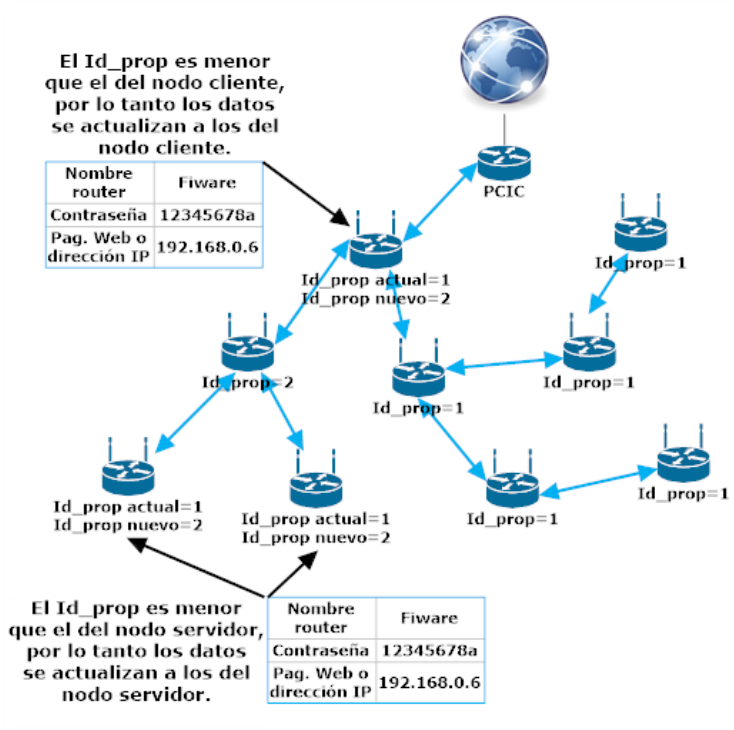 El Id_prop es menor
que el del nodo cliente,
por lo tanto los datos
se actualizan a los del
nodo cliente.
Nombre router Fiware
Contraseña 12345678a
Pag. Web o dirección IP 192.168.0.6
PCIC
Id_prop=1
Id_prop actual=1
Id_prop nuevo=2
Id_prop=2
Id_prop=1
Id_prop=1
Id_prop actual=1
Id_prop nuevo=2
Id_prop actual=1
Id_prop nuevo=2
Id_prop=1
Id_prop=1
El Id_prop es menor
que el del nodo servidor,
por lo tanto los datos
se actualizan a los del
nodo servidor.
Nombre router Fiware
Contraseña 12345678a
Pag. Web o dirección IP 192.168.0.6